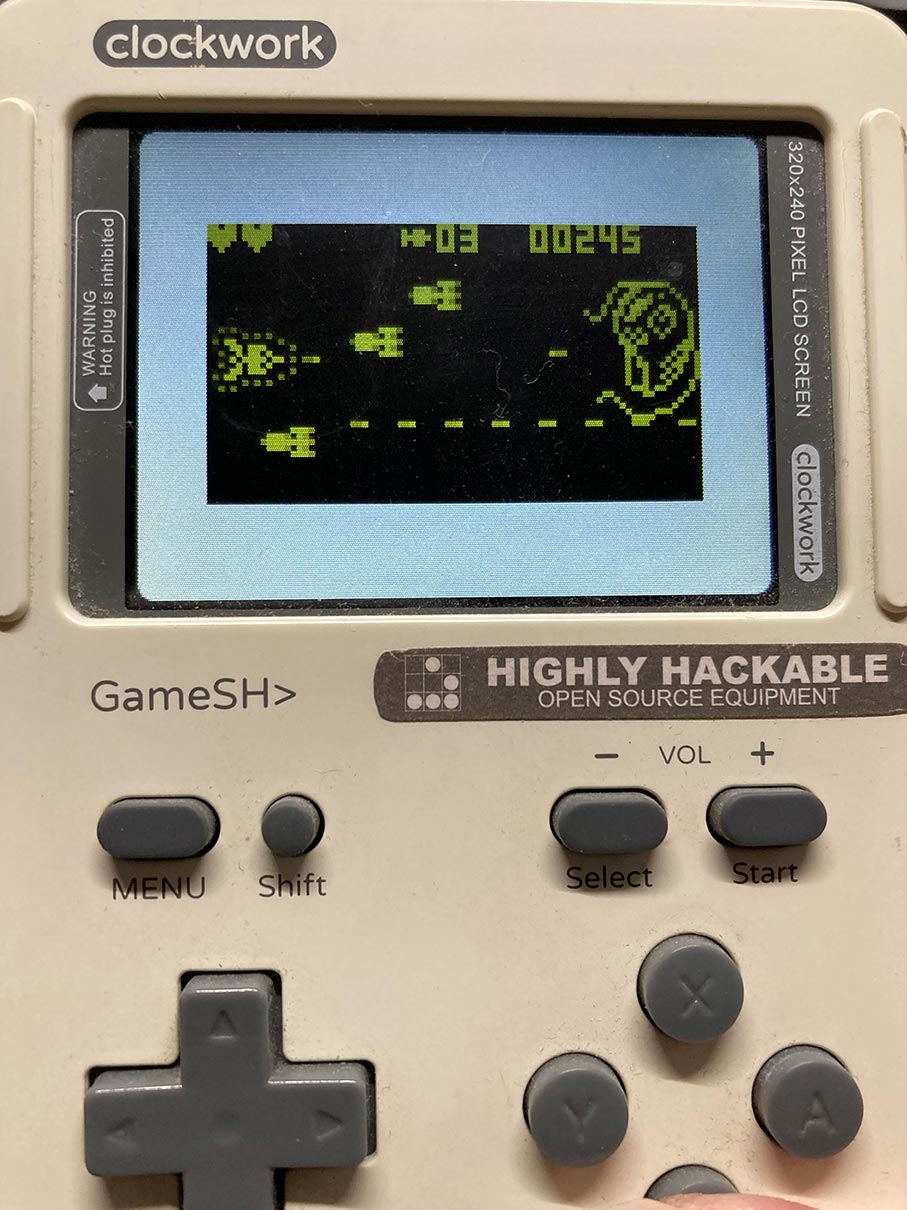 clockwork
WARNING
Hot plug is inhibited
03 00245
320x240 PIXEL LCD SCREEN
clockwork
GameSH>
HIGHLY HACKABLE
OPEN SOURCE EQUIPMENT
− VOL +
MENU Shift Select Start
X
Y A